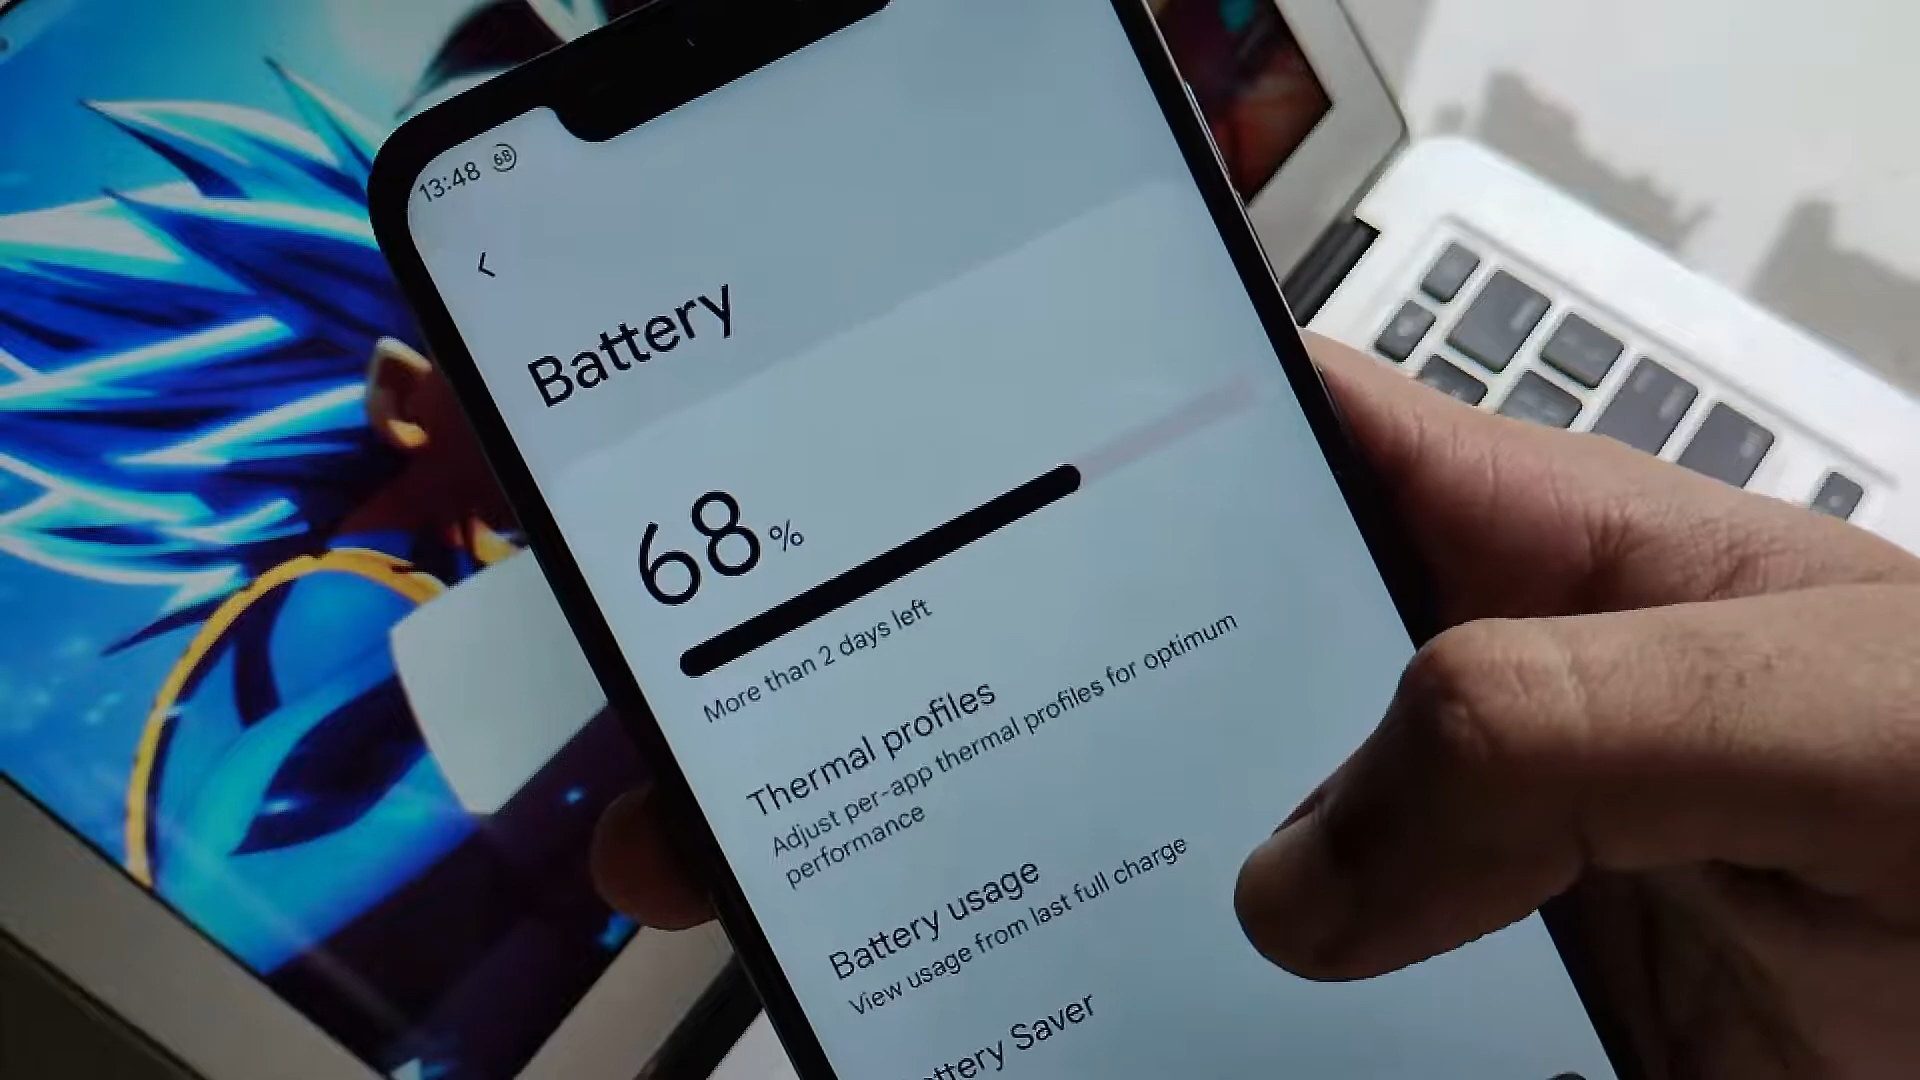 13:48 68
Battery
68%
More than 2 days left
Thermal profiles
Adjust per-app thermal profiles for optimum
performance
Battery usage
View usage from last full charge
ttery Saver